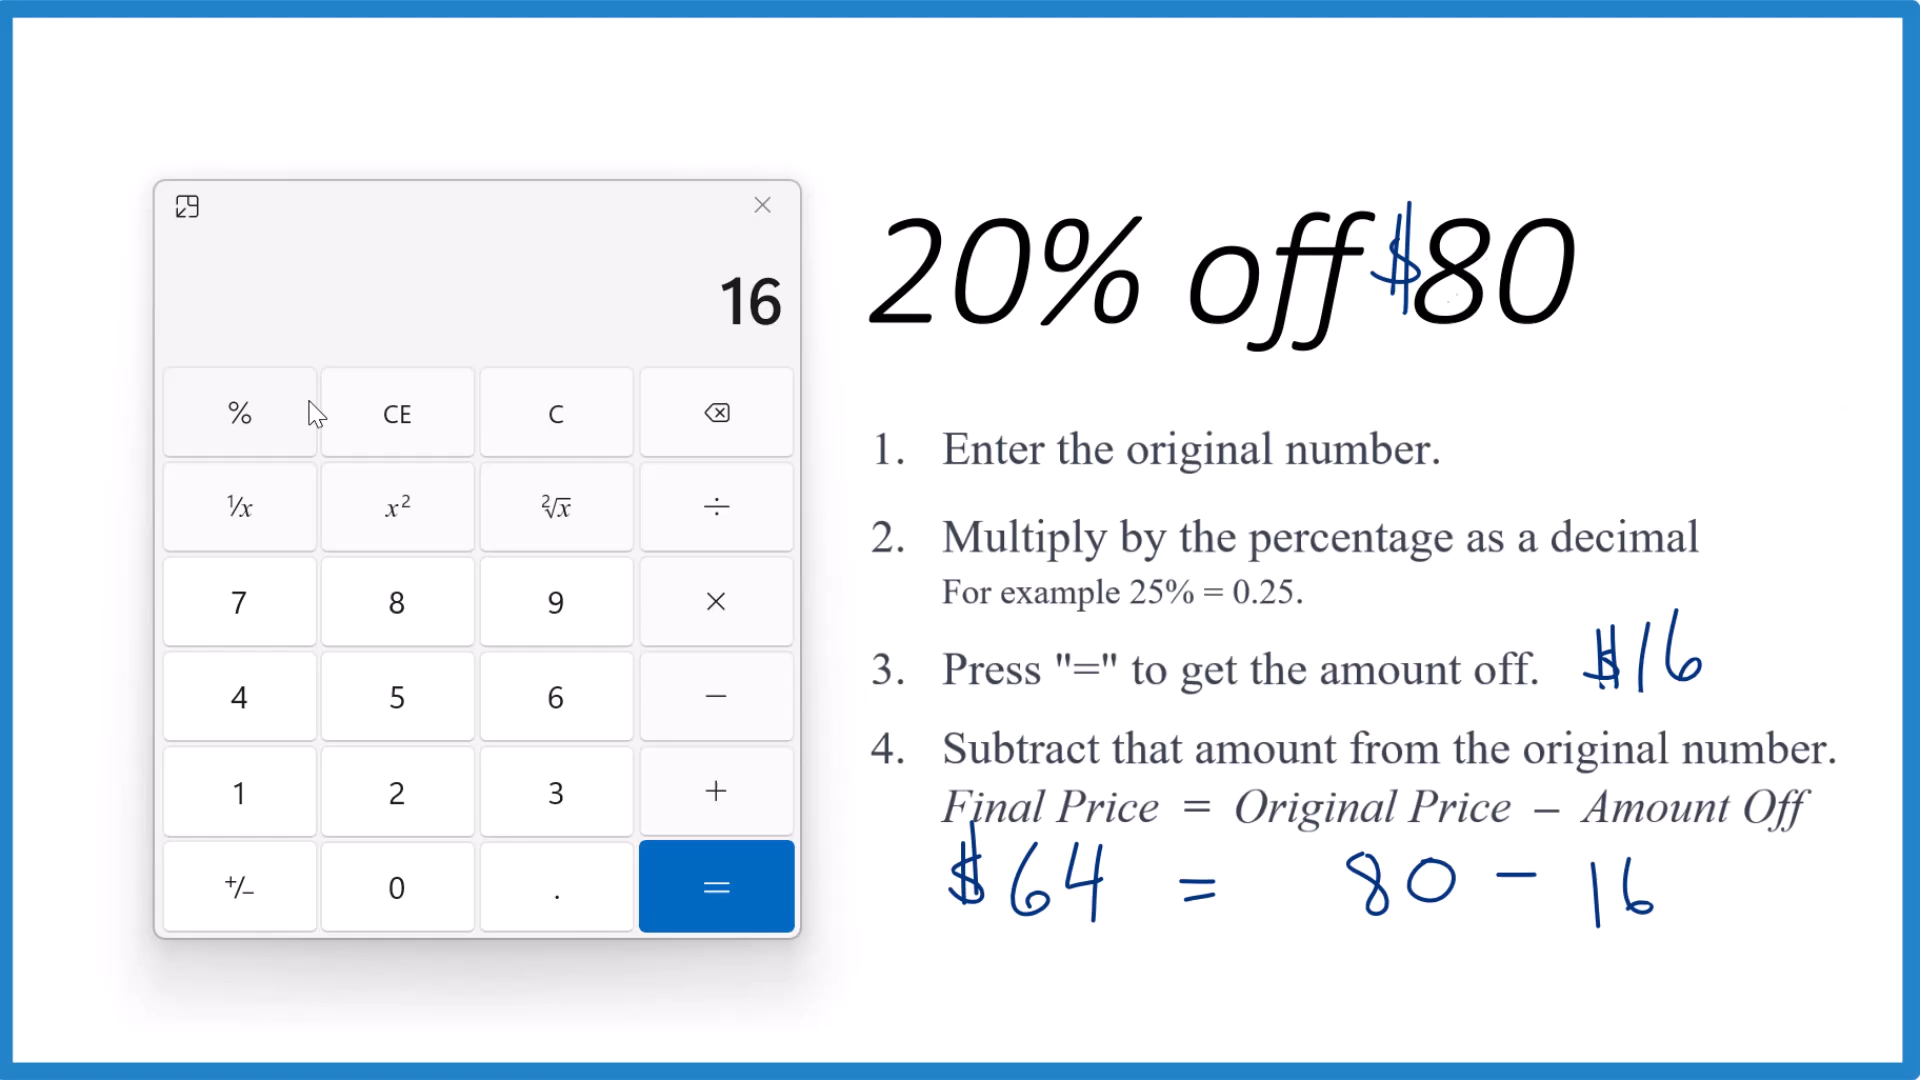 16
% CE C
1/x x² ²√x ÷
7 8 9 ×
4 5 6 −
1 2 3 +
+/− 0 . =
20% off $80
1. Enter the original number.
2. Multiply by the percentage as a decimal
For example 25% = 0.25.
3. Press "=" to get the amount off. $16
4. Subtract that amount from the original number.
Final Price = Original Price – Amount Off
$64 = 80 – 16